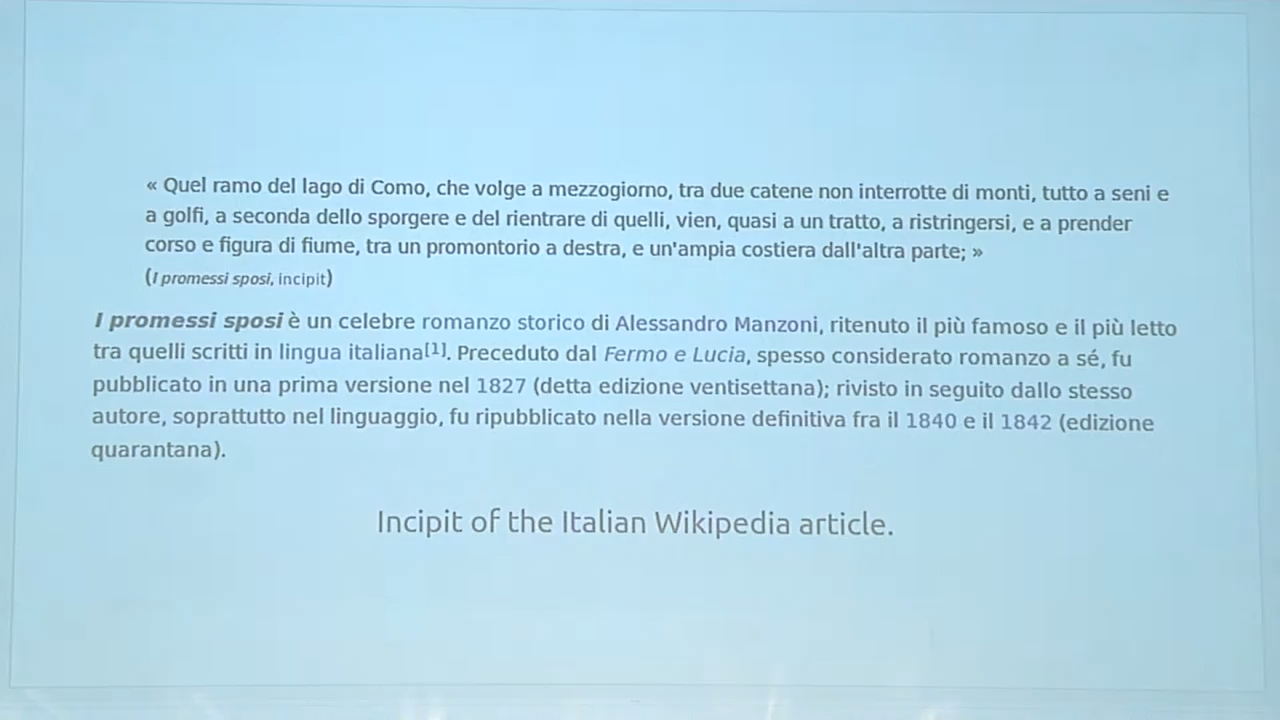 « Quel ramo del lago di Como, che volge a mezzogiorno, tra due catene non interrotte di monti, tutto a seni e
a golfi, a seconda dello sporgere e del rientrare di quelli, vien, quasi a un tratto, a ristringersi, e a prender
corso e figura di fiume, tra un promontorio a destra, e un'ampia costiera dall'altra parte; »
(I promessi sposi, incipit)
I promessi sposi è un celebre romanzo storico di Alessandro Manzoni, ritenuto il più famoso e il più letto
tra quelli scritti in lingua italiana[1]. Preceduto dal Fermo e Lucia, spesso considerato romanzo a sé, fu
pubblicato in una prima versione nel 1827 (detta edizione ventisettana); rivisto in seguito dallo stesso
autore, soprattutto nel linguaggio, fu ripubblicato nella versione definitiva fra il 1840 e il 1842 (edizione
quarantana).
Incipit of the Italian Wikipedia article.